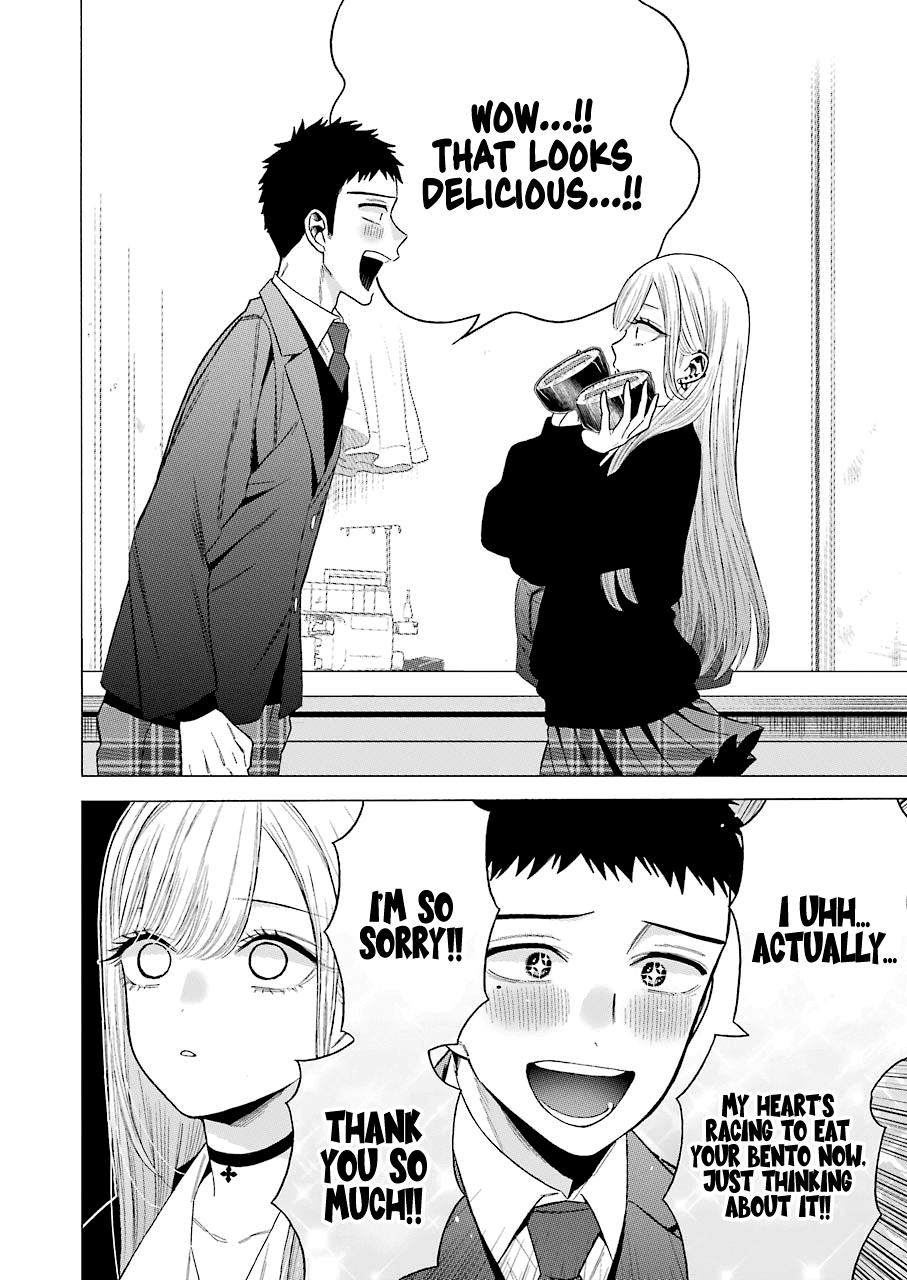 WOW...!!
THAT LOOKS
DELICIOUS...!!
I UHH...
ACTUALLY...
MY HEART'S
RACING TO EAT
YOUR BENTO NOW,
JUST THINKING
ABOUT IT!!
I'M SO
SORRY!!
THANK
YOU SO
MUCH!!